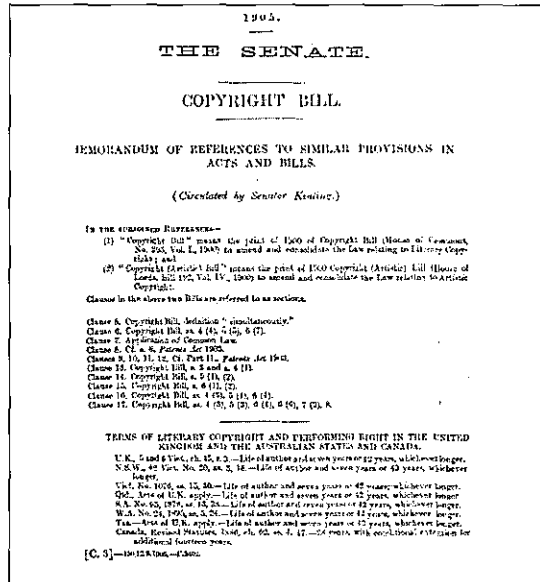 1905.
THE SENATE.
COPYRIGHT BILL.
MEMORANDUM OF REFERENCES TO SIMILAR PROVISIONS IN
ACTS AND BILLS.
(Circulated by Senator Keating.)
IN THE SUBJOINED REFERENCES—
(1) "Copyright Bill" means the print of 1900 of Copyright Bill (House of
No. 295, Vol. I., 1900) to amend and consolidate the Law relating to Literary Copy-
right; and
(2) "Copyright (Artistic) Bill" means the print of 1900 Copyright (Artistic) Bill (House of
Lords, Bill 192, Vol. IV., 1900) to amend and consolidate the Law relating to Artistic
Copyright.
Clauses in the above two Bills are referred to as sections.
Clause 5. Copyright Bill, definition "simultaneously."
Clause 6. Copyright Bill, ss. 4 (4), 5 (5), 6 (7).
Clause 7. Application of Common Law.
Clause 8. Cf. s. 6, Patents Act 1903.
Clauses 9, 10, 11, 12, Cf. Part II., Patents Act 1903.
Clause 13. Copyright Bill, s. 3 and s. 4 (1).
Clause 14. Copyright Bill, s. 5 (1), (2).
Clause 15. Copyright Bill, s. 6 (1), (2).
Clause 16. Copyright Bill, ss. 4 (3), 5 (4), 6 (4).
Clause 17. Copyright Bill, ss. 4 (3), 5 (3), 6 (4), 6 (6), 7 (2), 8.
TERMS OF LITERARY COPYRIGHT AND PERFORMING RIGHT IN THE UNITED
KINGDOM AND THE AUSTRALIAN STATES AND CANADA.
U.K., 5 and 6 Vict., ch. 45, s. 3.—Life of author and seven years or 42 years, whichever longer.
N.S.W., 42 Vict. No. 20, ss. 3, 18.—Life of author and seven years or 42 years, whichever
longer.
Vict. No. 1076, ss. 15, 30.—Life of author and seven years or 42 years, whichever longer.
Qld., Acts of U.K. apply.—Life of author and seven years or 42 years, whichever longer
S.A. No. 95, 1878, ss. 13, 28.—Life of author and seven years or 42 years, whichever longer.
W.A. No. 24, 1895, ss. 5, 24.—Life of author and seven years or 42 years, whichever longer.
Tas.—Acts of U.K. apply.—Life of author and seven years or 42 years, whichever longer.
Canada, Revised Statutes, ch. 62, ss. 4, 17.—28 years, with conditional extension for
additional fourteen years.
[C. 3]